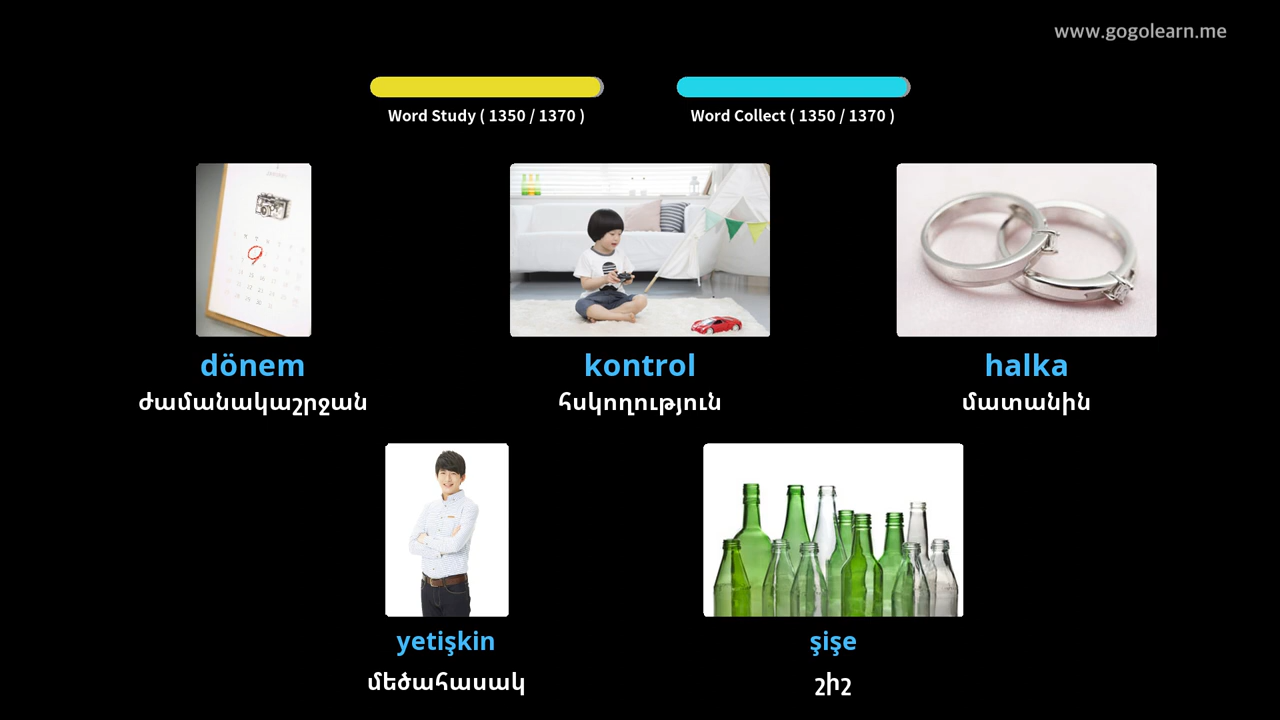 www.gogolearn.me
Word Study ( 1350 / 1370 )
Word Collect ( 1350 / 1370 )
dönem
ժամանակաշրջան
kontrol
հսկողություն
halka
մատանին
yetişkin
մեծահասակ
şişe
շիշ